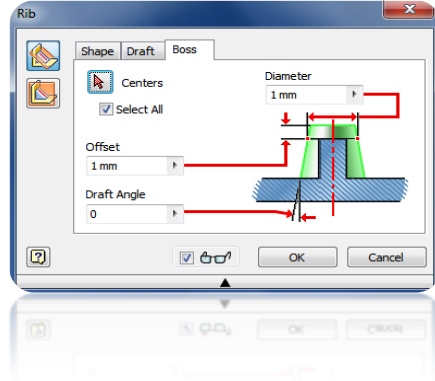 Rib
Shape Draft Boss
Centers
Select All
Diameter
1 mm
Offset
1 mm
Draft Angle
0
OK Cancel